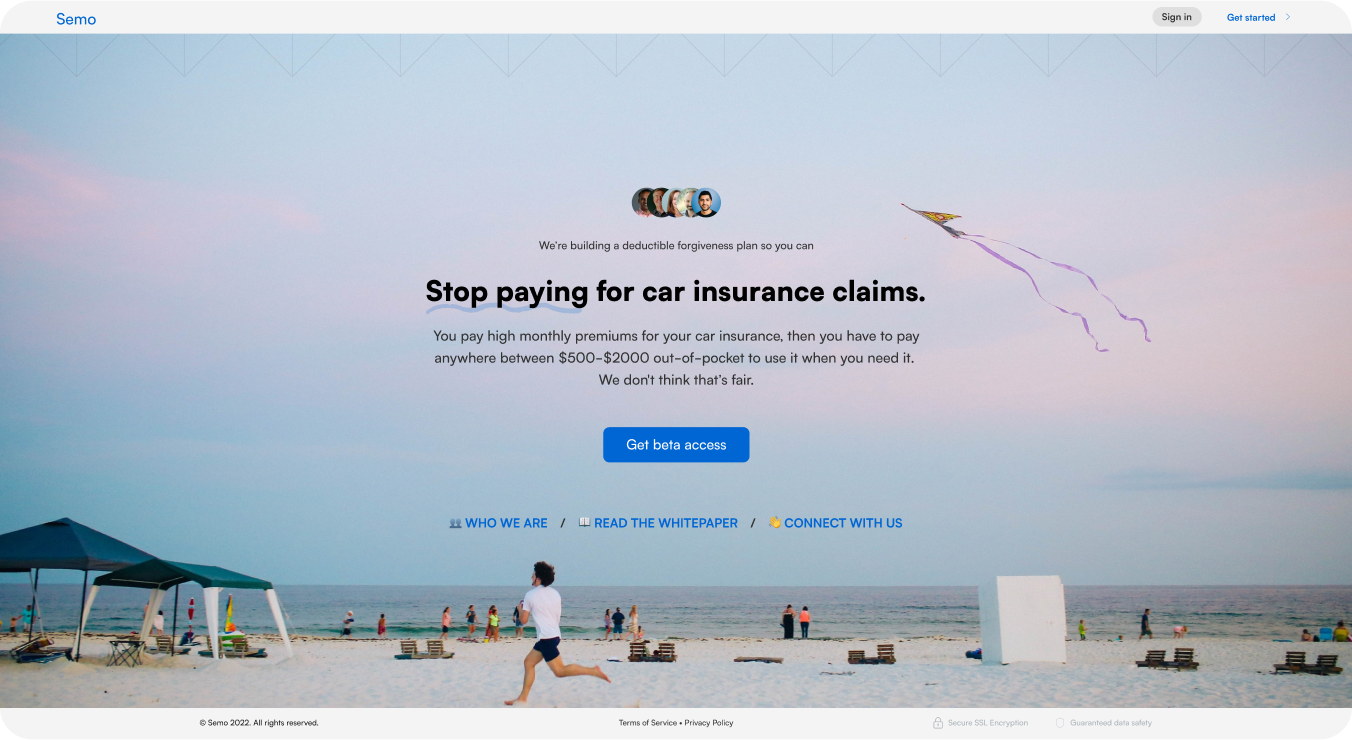 Semo
Sign in
Get started
We're building a deductible forgiveness plan so you can
Stop paying for car insurance claims.
You pay high monthly premiums for your car insurance, then you have to pay
anywhere between $500-$2000 out-of-pocket to use it when you need it.
We don't think that's fair.
Get beta access
WHO WE ARE / READ THE WHITEPAPER / CONNECT WITH US
© Semo 2022. All rights reserved.
Terms of Service • Privacy Policy
Secure SSL Encryption
Guaranteed data safety